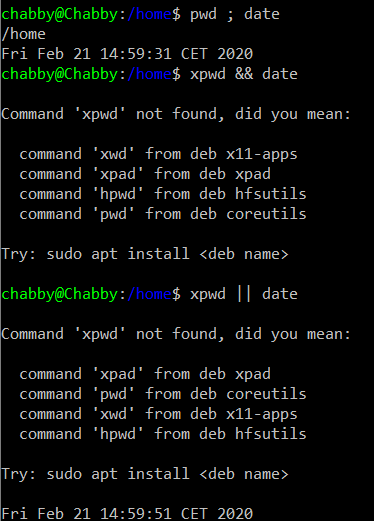 chabby@Chabby:/home$ pwd ; date
/home
Fri Feb 21 14:59:31 CET 2020
chabby@Chabby:/home$ xpwd && date
Command 'xpwd' not found, did you mean:
command 'xwd' from deb x11-apps
command 'xpad' from deb xpad
command 'hpwd' from deb hfsutils
command 'pwd' from deb coreutils
Try: sudo apt install <deb name>
chabby@Chabby:/home$ xpwd || date
Command 'xpwd' not found, did you mean:
command 'xpad' from deb xpad
command 'pwd' from deb coreutils
command 'xwd' from deb x11-apps
command 'hpwd' from deb hfsutils
Try: sudo apt install <deb name>
Fri Feb 21 14:59:51 CET 2020